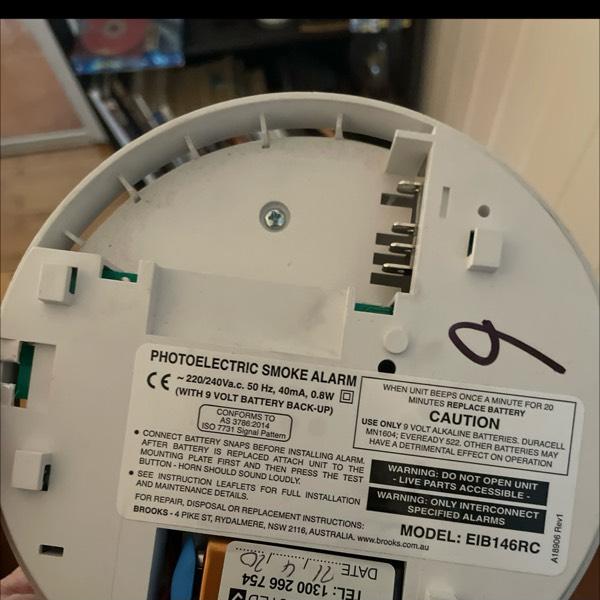 9
PHOTOELECTRIC SMOKE ALARM
CE ~ 220/240Va.c. 50 Hz, 40mA, 0.8W
(WITH 9 VOLT BATTERY BACK-UP)
CONFORMS TO
AS 3786:2014
ISO 7731 Signal Pattern
• CONNECT BATTERY SNAPS BEFORE INSTALLING ALARM.
AFTER BATTERY IS REPLACED ATTACH UNIT TO THE
MOUNTING PLATE FIRST AND THEN PRESS THE TEST
BUTTON - HORN SHOULD SOUND LOUDLY.
• SEE INSTRUCTION LEAFLETS FOR FULL INSTALLATION
AND MAINTENANCE DETAILS.
FOR REPAIR, DISPOSAL OR REPLACEMENT INSTRUCTIONS:
BROOKS - 4 PIKE ST, RYDALMERE, NSW 2116, AUSTRALIA. www.brooks.com.au
WHEN UNIT BEEPS ONCE A MINUTE FOR 20
MINUTES REPLACE BATTERY
CAUTION
USE ONLY 9 VOLT ALKALINE BATTERIES. DURACELL
MN1604; EVEREADY 522. OTHER BATTERIES MAY
HAVE A DETRIMENTAL EFFECT ON OPERATION
WARNING: DO NOT OPEN UNIT
- LIVE PARTS ACCESSIBLE -
WARNING: ONLY INTERCONNECT
SPECIFIED ALARMS
MODEL: EIB146RC
A18906 Rev1
DATE 21/4/20
TEL: 1300 266 754